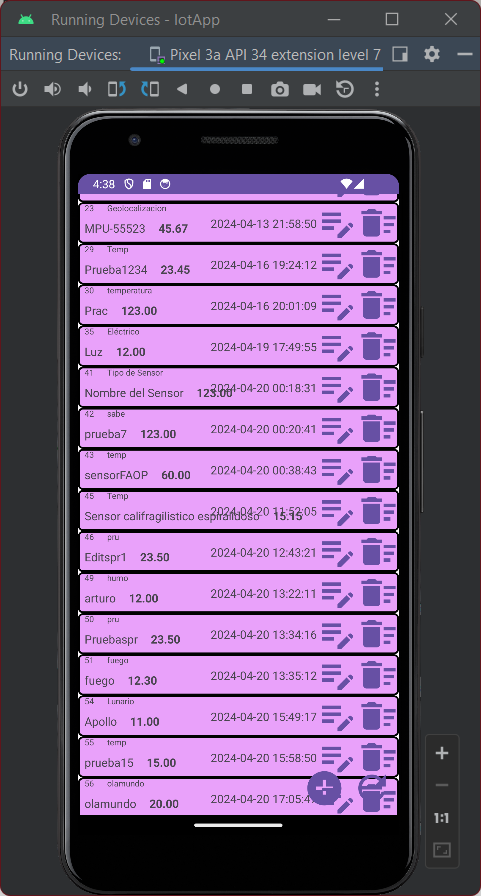 Running Devices - IotApp
Running Devices: Pixel 3a API 34 extension level 7
4:38
23 Geolocalizacion
MPU-55523 45.67 2024-04-13 21:58:50
29 Temp
Prueba1234 23.45 2024-04-16 19:24:12
30 temperatura
Prac 123.00 2024-04-16 20:01:09
35 Eléctrico
Luz 12.00 2024-04-19 17:49:55
41 Tipo de Sensor
Nombre del Sensor 123.00 2024-04-20 00:18:31
42 sabe
prueba7 123.00 2024-04-20 00:20:41
43 temp
sensorFAOP 60.00 2024-04-20 00:38:43
45 Temp
Sensor califragilistico espiralidoso 15.15 2024-04-20 11:52:05
46 pru
Editspr1 23.50 2024-04-20 12:43:21
49 humo
arturo 12.00 2024-04-20 13:22:11
50 pru
Pruebaspr 23.50 2024-04-20 13:34:16
51 fuego
fuego 12.30 2024-04-20 13:35:12
54 Lunario
Apollo 11.00 2024-04-20 15:49:17
55 temp
prueba15 15.00 2024-04-20 15:58:50
56 olamundo
olamundo 20.00 2024-04-20 17:05:4
1:1